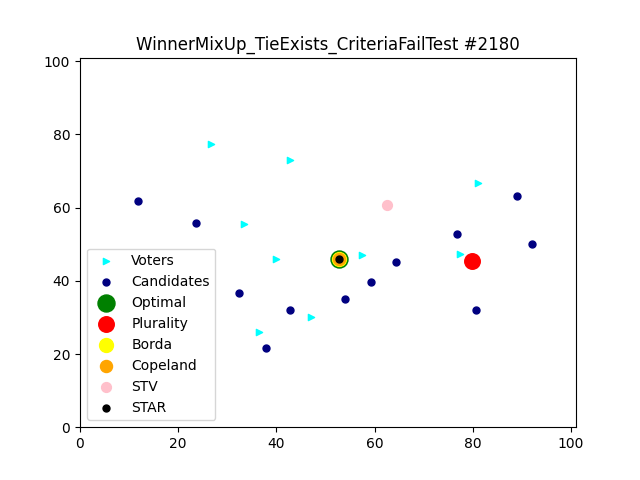 WinnerMixUp_TieExists_CriteriaFailTest #2180
100
80
60
40
20
0
Voters
Candidates
Optimal
Plurality
Borda
Copeland
STV
STAR
0 20 40 60 80 100